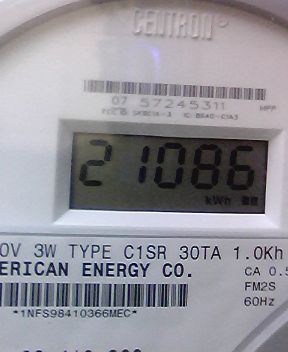 CENTRON®
07 57245311
21086
kWh
0V 3W TYPE C1SR 30TA 1.0Kh
ERICAN ENERGY CO.
CA 0.5
FM2S
60Hz
*1NFS98410366MEC*